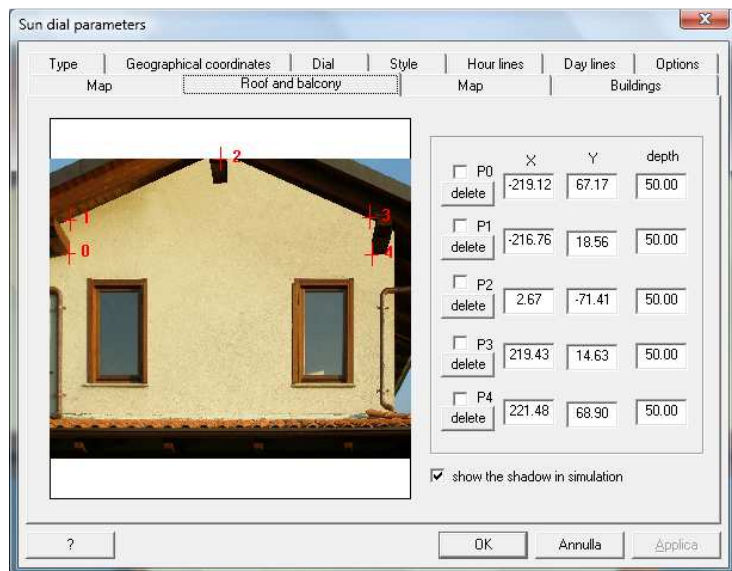 Sun dial parameters
Type Geographical coordinates Dial Style Hour lines Day lines Options
Map Roof and balcony Map Buildings
X Y depth
P0
delete -219.12 67.17 50.00
P1
delete -216.76 18.56 50.00
P2
delete 2.67 -71.41 50.00
P3
delete 219.43 14.63 50.00
P4
delete 221.48 68.90 50.00
2
1 3
0 4
show the shadow in simulation
? OK Annulla Applica